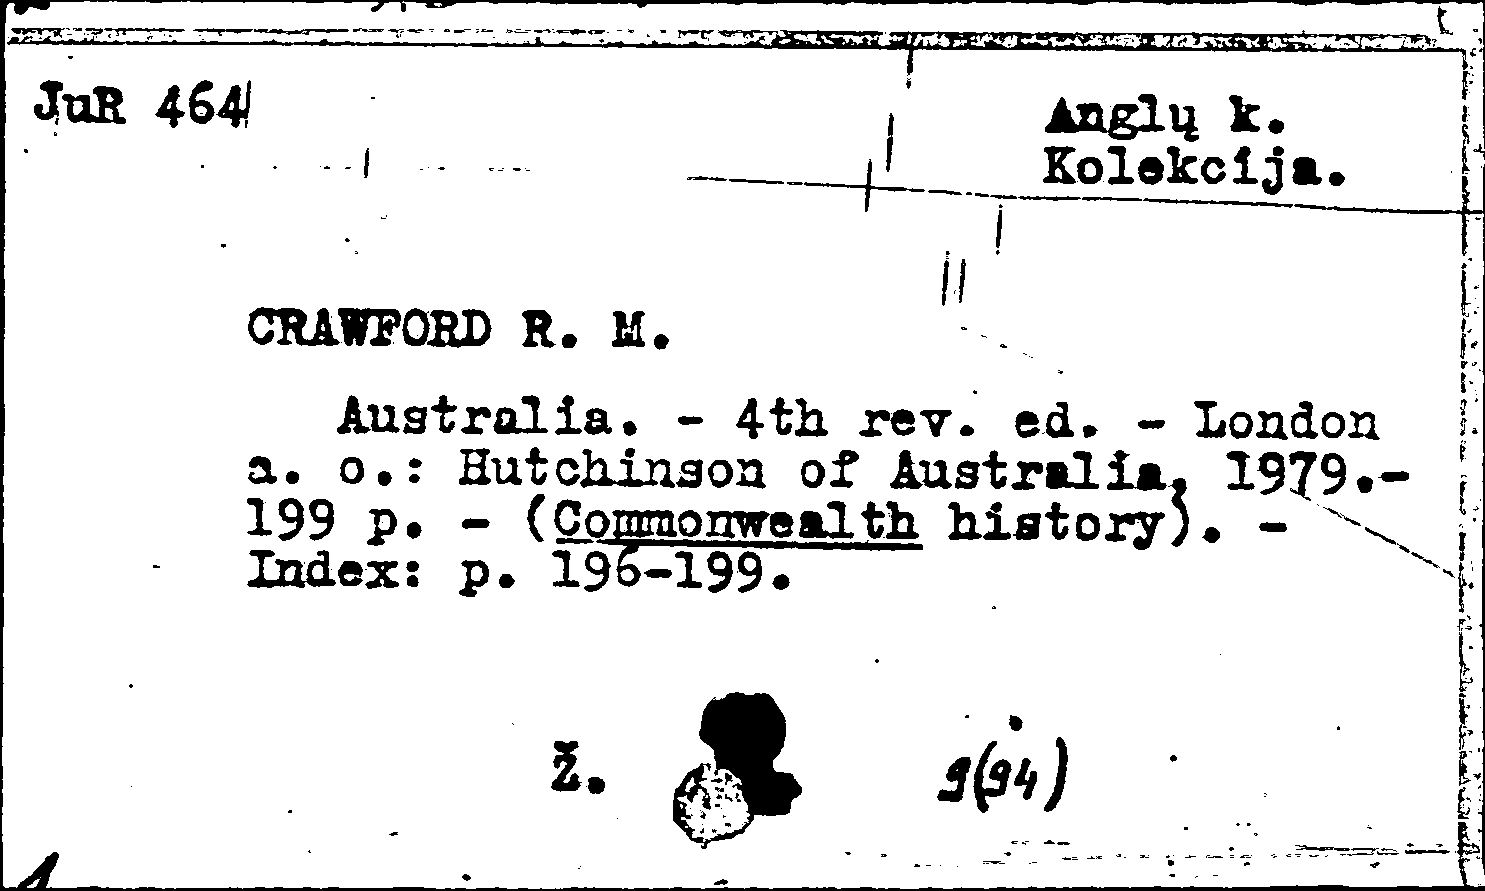 JuR 464
Anglų k.
Kolekcija.
CRAWFORD R. M.
Australia. - 4th rev. ed. - London
a. o.: Hutchinson of Australia, 1979.-
199 p. - (Commonwealth history). -
Index: p. 196-199.
Ž.
9(94)